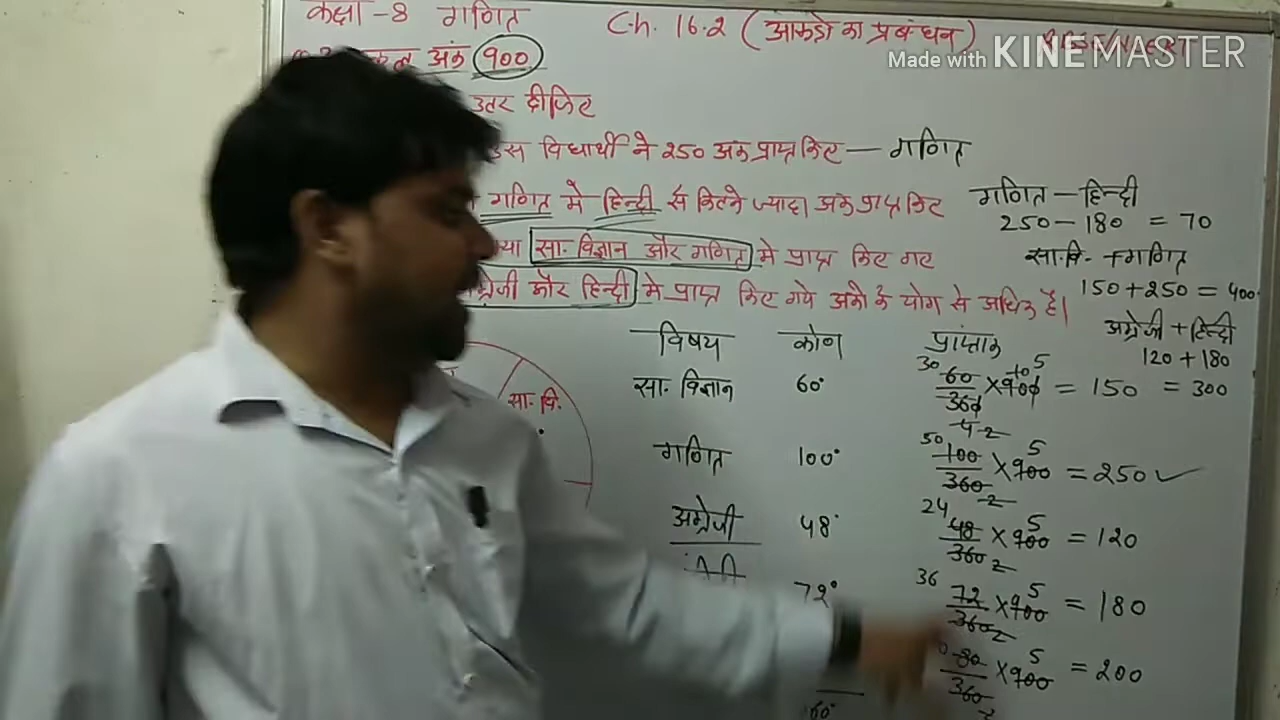 कक्षा -8 गणित
Ch. 16.2 (आंकड़ो का प्रबंधन)
Made with KINEMASTER
अंक 900
उतर दीजिए
उस विधार्थी ने 250 अंक प्राप्त किए — गणित
गणित मे हिन्दी से कितने ज्यादा अंक प्राप्त किए
गणित — हिन्दी
250 - 180 = 70
सा. विज्ञान और गणित मे प्राप्त किए गए
सा.वि. + गणित
150 + 250 = 400
और हिन्दी मे प्राप्त किए गये अंको के योग से अधिक है।
अंग्रेजी + हिन्दी
120 + 180
= 300
विषय कोण प्राप्तांक
सा. विज्ञान 60° 60/360 × 900 = 150
सा. वि.
गणित 100° 100/360 × 900 = 250 ✓
अंग्रेजी 48° 48/360 × 900 = 120
72° 72/360 × 900 = 180
80/360 × 900 = 200
60°